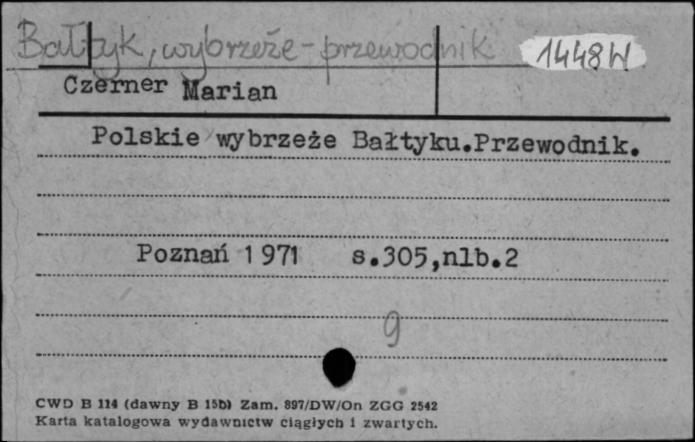 Bałtyk, wybrzeże - przewodnik 1448W
Czerner Marian
Polskie wybrzeże Bałtyku.Przewodnik.
Poznań 1971 s.305,nlb.2
9
CWD B 114 (dawny B 15b) Zam. 897/DW/On ZGG 2542
Karta katalogowa wydawnictw ciągłych i zwartych.